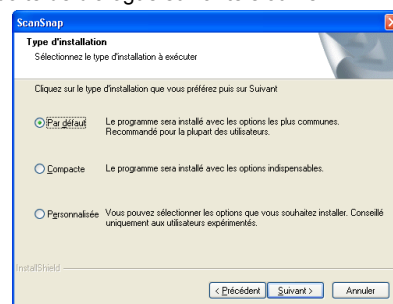 ScanSnap
Type d'installation
Sélectionnez le type d'installation à exécuter
Cliquez sur le type d'installation que vous préférez puis sur Suivant
Par défaut
Le programme sera installé avec les options les plus communes.
Recommandé pour la plupart des utilisateurs.
Compacte
Le programme sera installé avec les options indispensables.
Personnalisée
Vous pouvez sélectionner les options que vous souhaitez installer. Conseillé
uniquement aux utilisateurs expérimentés.
InstallShield
< Précédent
Suivant >
Annuler